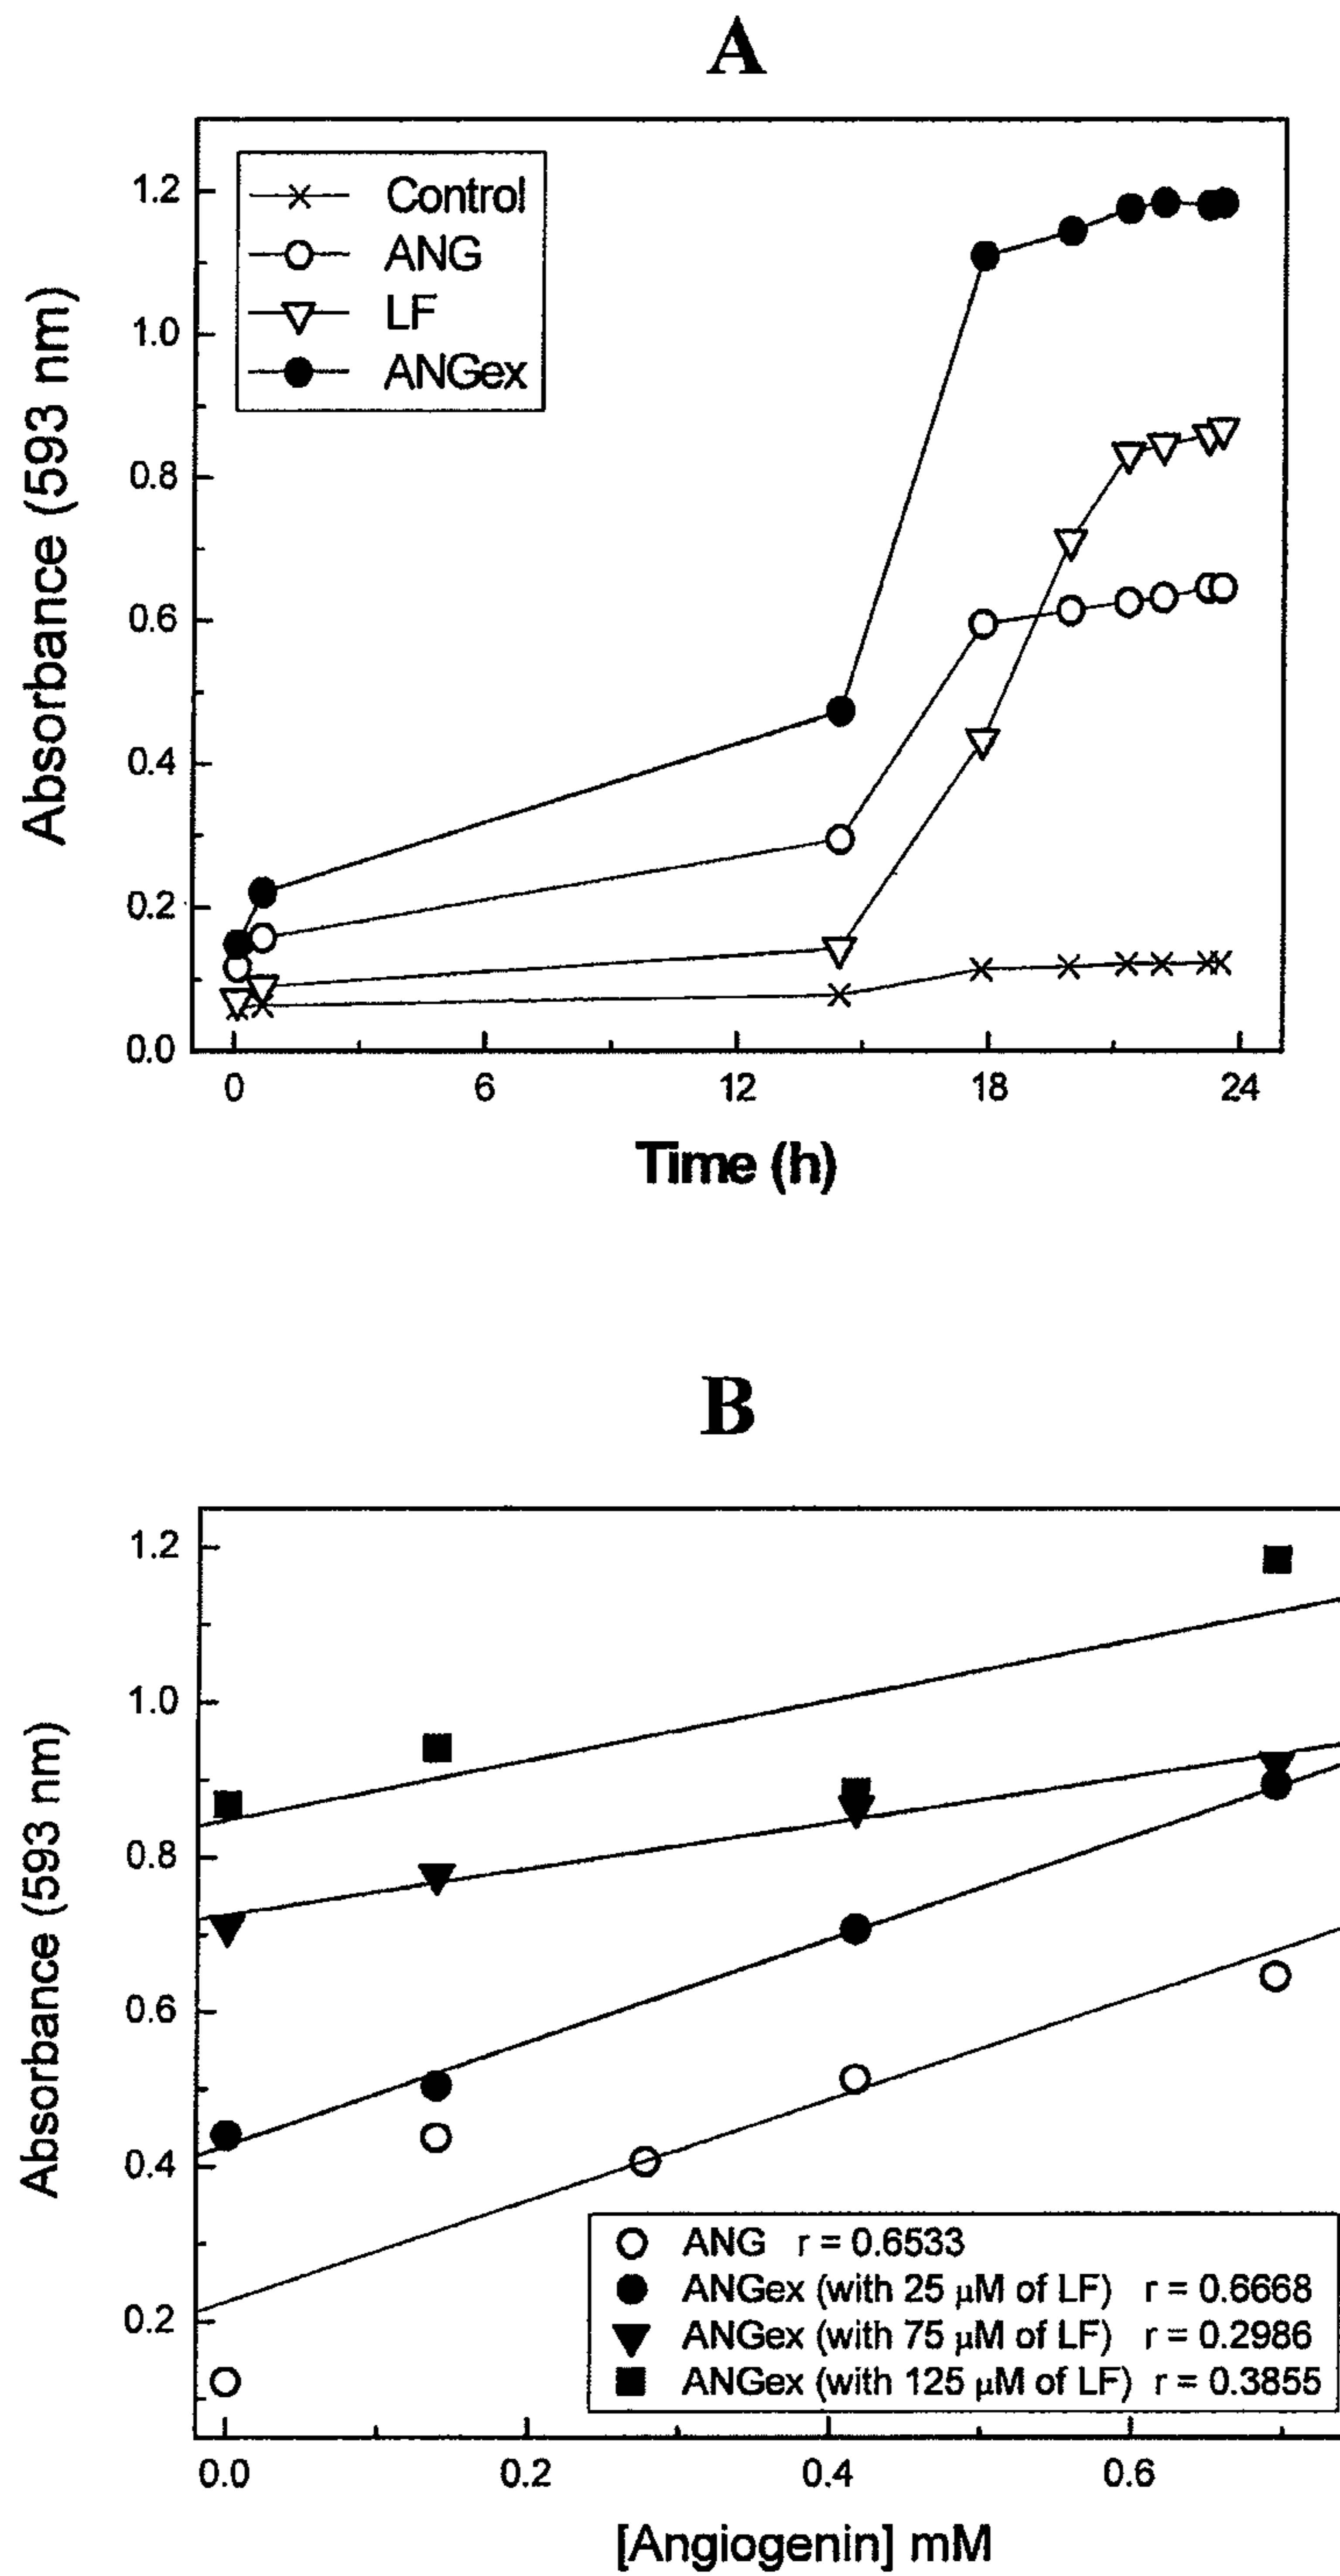 A
Absorbance (593 nm)
1.2
1.0
0.8
0.6
0.4
0.2
0.0
Control
ANG
LF
ANGex
0 6 12 18 24
Time (h)
B
Absorbance (593 nm)
1.2
1.0
0.8
0.6
0.4
0.2
ANG r = 0.6533
ANGex (with 25 μM of LF) r = 0.6668
ANGex (with 75 μM of LF) r = 0.2986
ANGex (with 125 μM of LF) r = 0.3855
0.0 0.2 0.4 0.6
[Angiogenin] mM